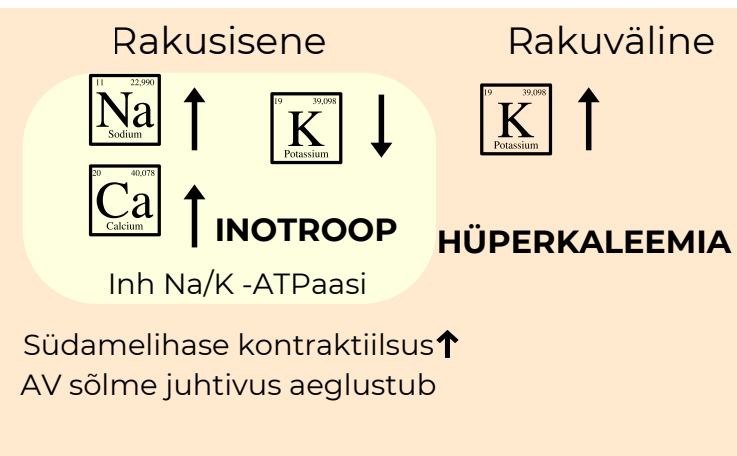 Rakusisene
Rakuväline
11 22,990
Na
Sodium
19 39,098
K
Potassium
19 39,098
K
Potassium
20 40,078
Ca
Calcium
INOTROOP
HÜPERKALEEMIA
Inh Na/K -ATPaasi
Südamelihase kontraktiilsus
AV sõlme juhtivus aeglustub